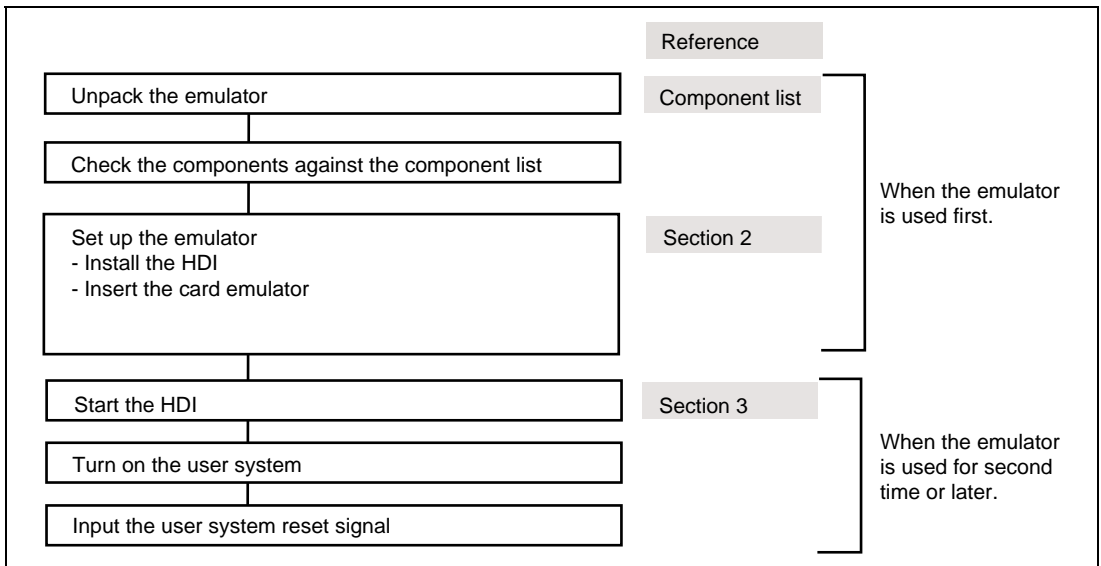 Reference
Unpack the emulator
Component list
Check the components against the component list
When the emulator
is used first.
Set up the emulator
- Install the HDI
- Insert the card emulator
Section 2
Start the HDI
Section 3
Turn on the user system
When the emulator
is used for second
time or later.
Input the user system reset signal